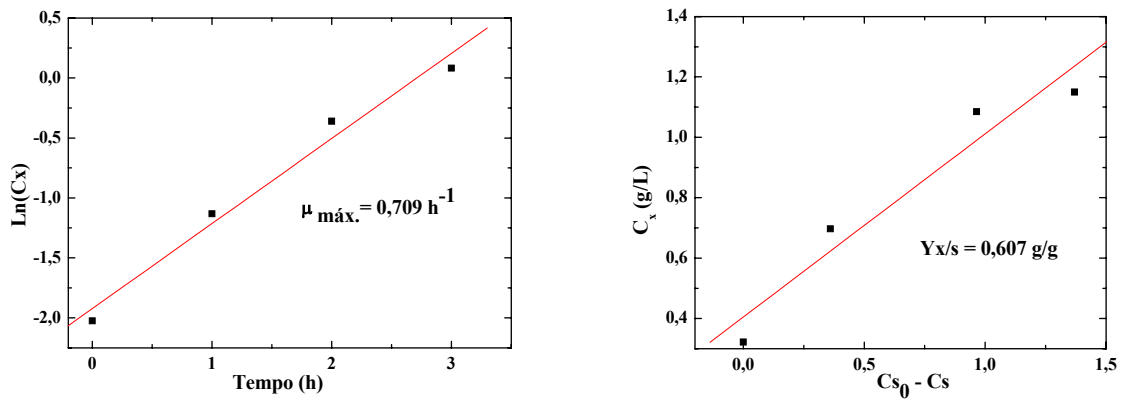 0,5
0,0
-0,5
-1,0
-1,5
-2,0
Ln(Cx)
μ máx. = 0,709 h-1
0 1 2 3
Tempo (h)
1,4
1,2
1,0
0,8
0,6
0,4
Cx (g/L)
Yx/s = 0,607 g/g
0,0 0,5 1,0 1,5
Cs0 - Cs